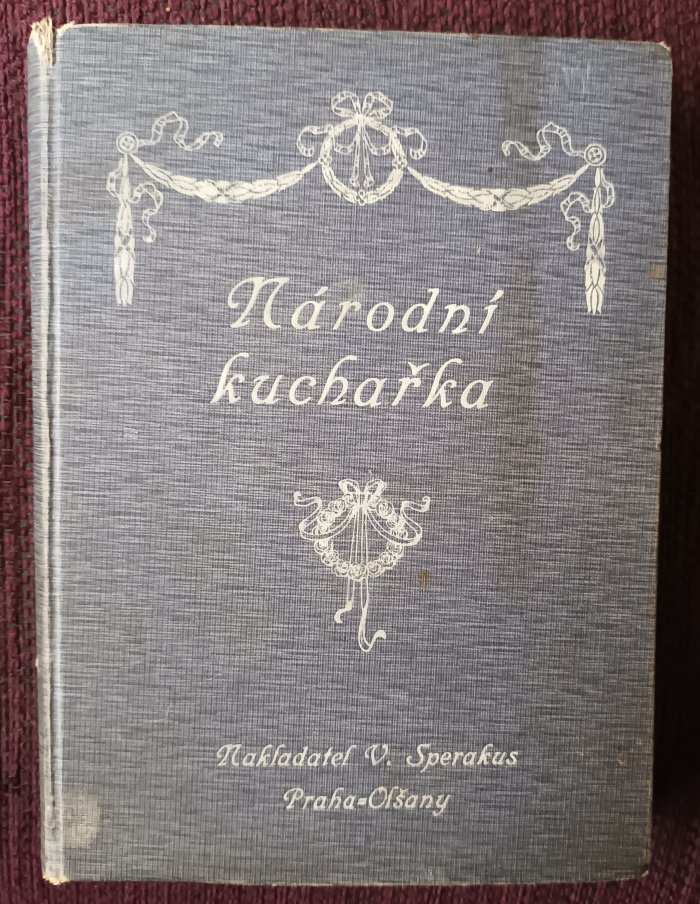 Národní
kuchařka
Nakladatel V. Sperakus
Praha=Olšany